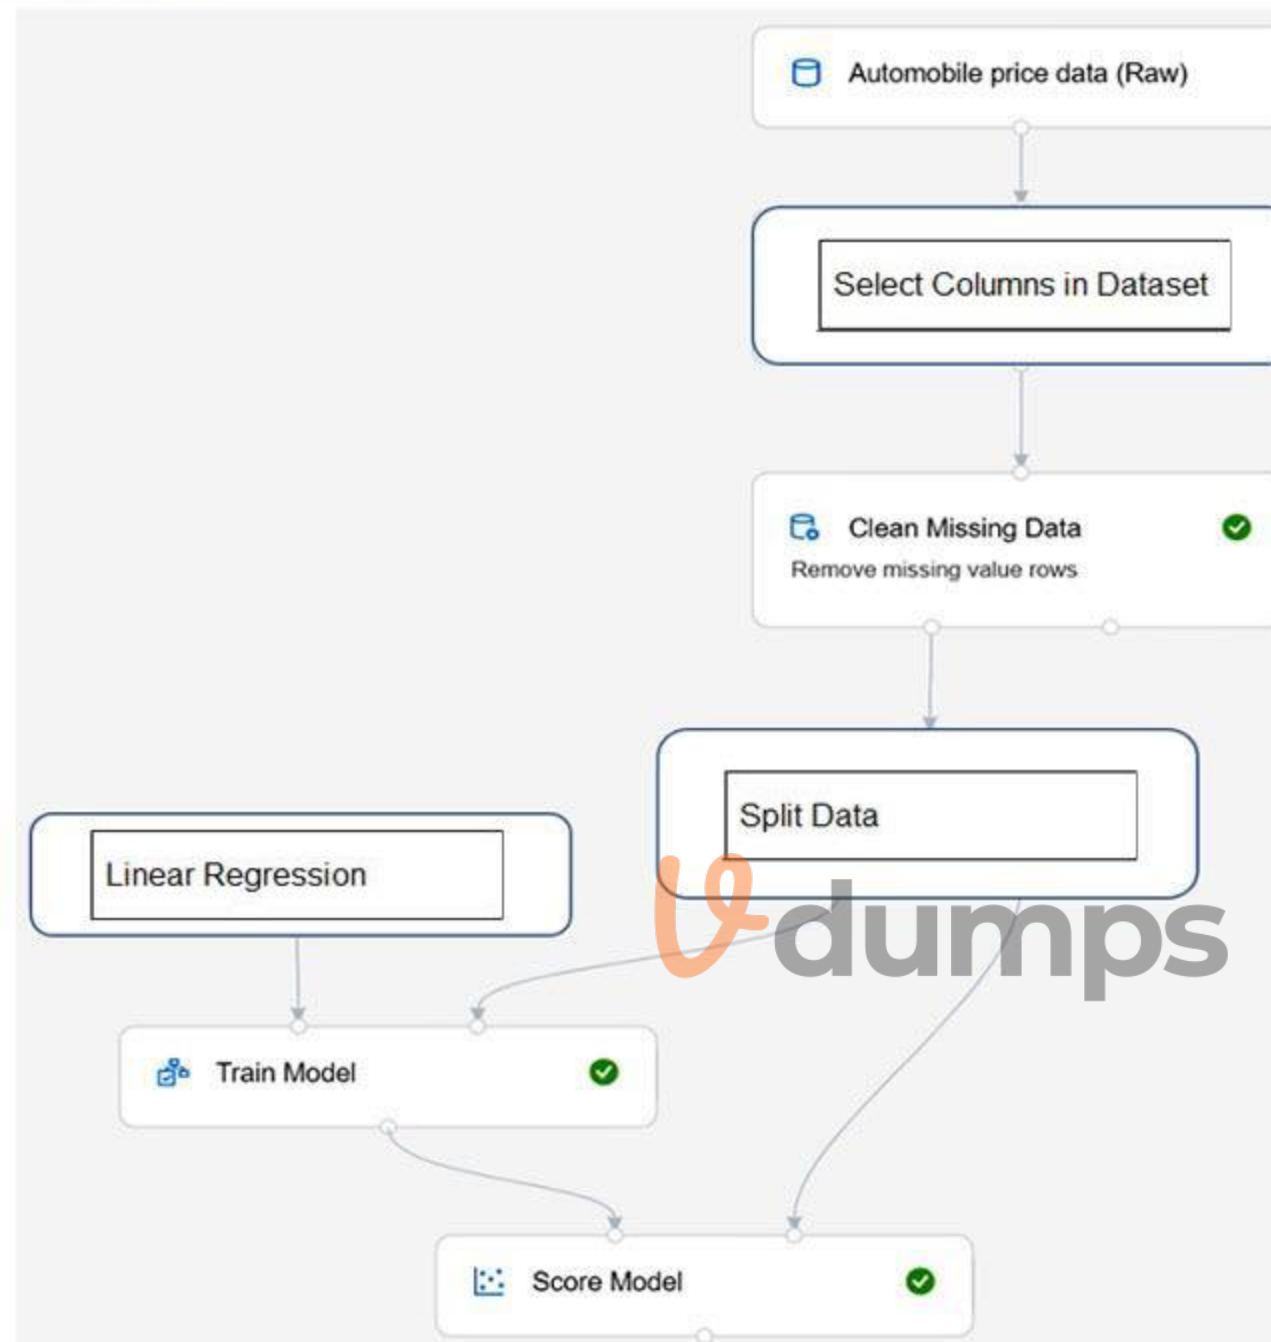 Automobile price data (Raw)
Select Columns in Dataset
Clean Missing Data
Remove missing value rows
Split Data
Linear Regression
Vdumps
Train Model
Score Model